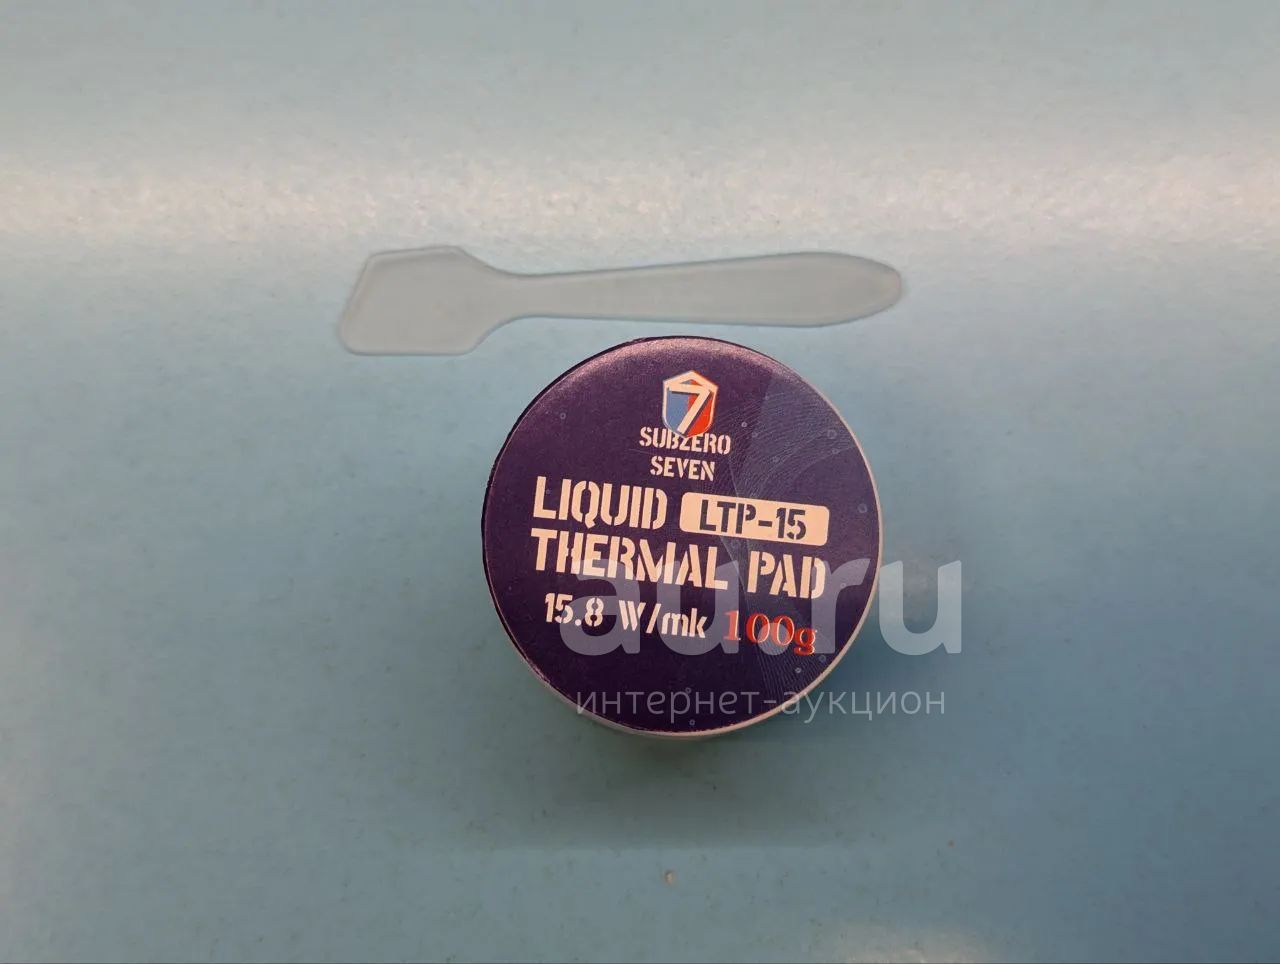 7
SUBZERO
SEVEN
LIQUID LTP-15
THERMAL PAD
15.8 W/mk 100g
au.ru
интернет-аукцион